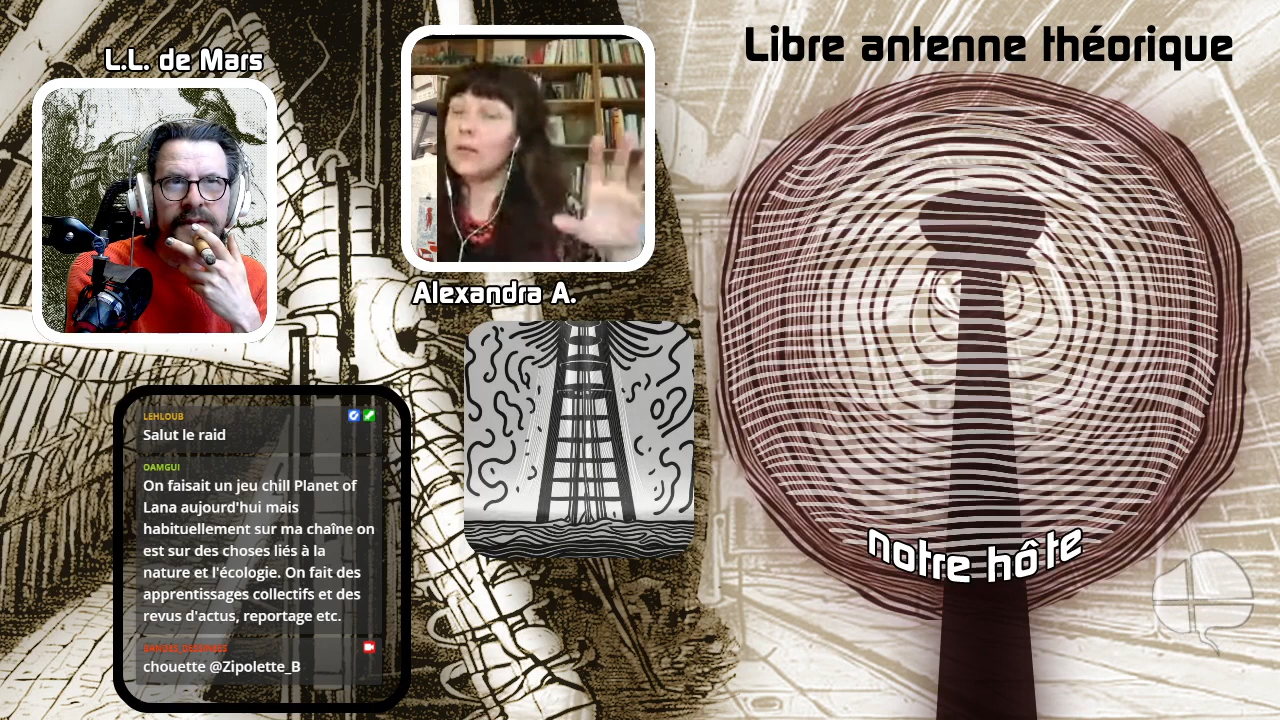 Libre antenne théorique
L.L. de Mars
Alexandra A.
LEHLOUB
Salut le raid
OAMGUI
On faisait un jeu chill Planet of
Lana aujourd'hui mais
habituellement sur ma chaîne on
est sur des choses liés à la
nature et l'écologie. On fait des
apprentissages collectifs et des
revus d'actus, reportage etc.
chouette @Zipolette_B
notre hôte